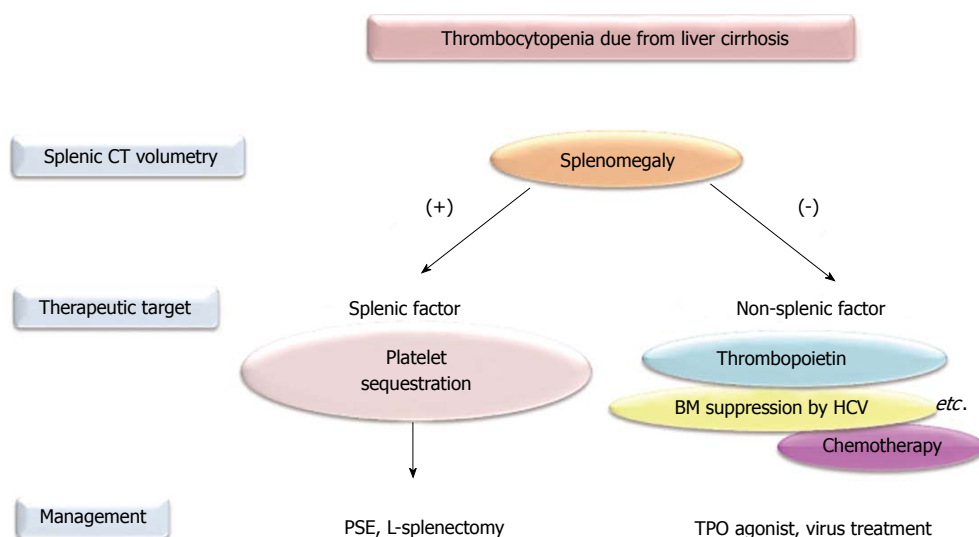 Thrombocytopenia due from liver cirrhosis
Splenic CT volumetry
Splenomegaly
(+)
(-)
Therapeutic target
Splenic factor
Non-splenic factor
Platelet
sequestration
Thrombopoietin
BM suppression by HCV
etc.
Chemotherapy
Management
PSE, L-splenectomy
TPO agonist, virus treatment